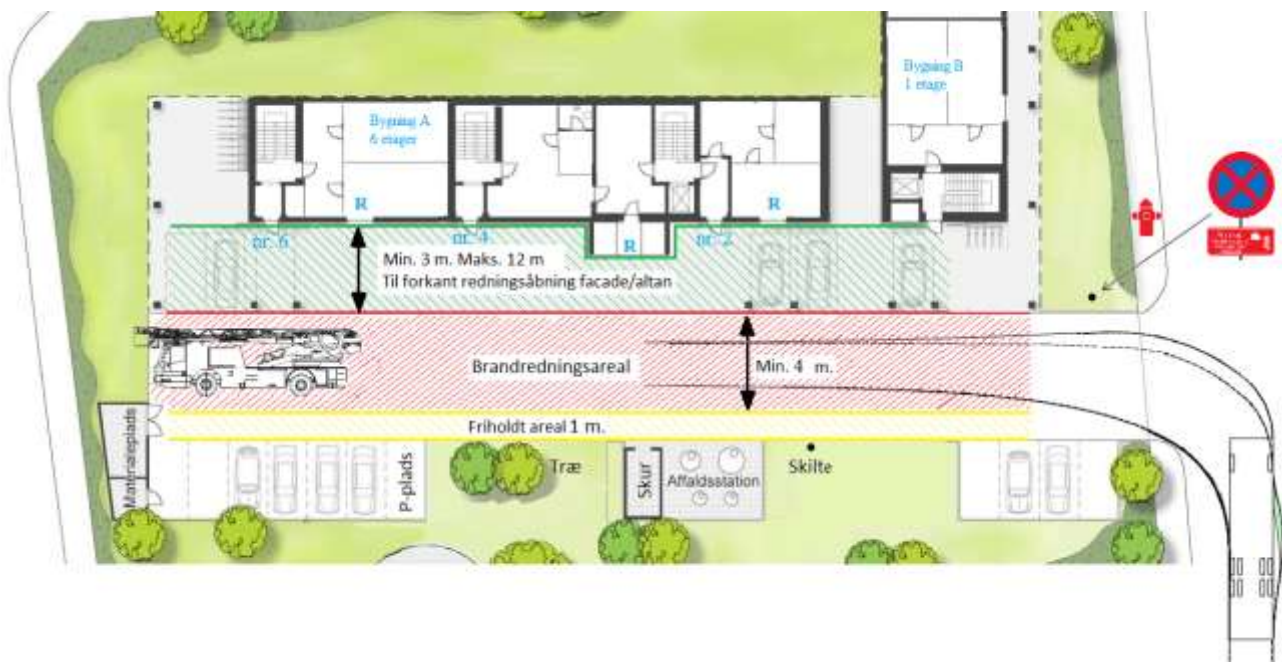 Bygning B
1 etage
Bygning A
6 etager
R
R
R
nr. 6
nr. 4
nr. 2
Min. 3 m. Maks. 12 m
Til forkant redningsåbning facade/altan
Brandredningsareal
Min. 4 m.
Friholdt areal 1 m.
Materieleplads
P-plads
Træ
Skur
Affaldsstation
Skilte